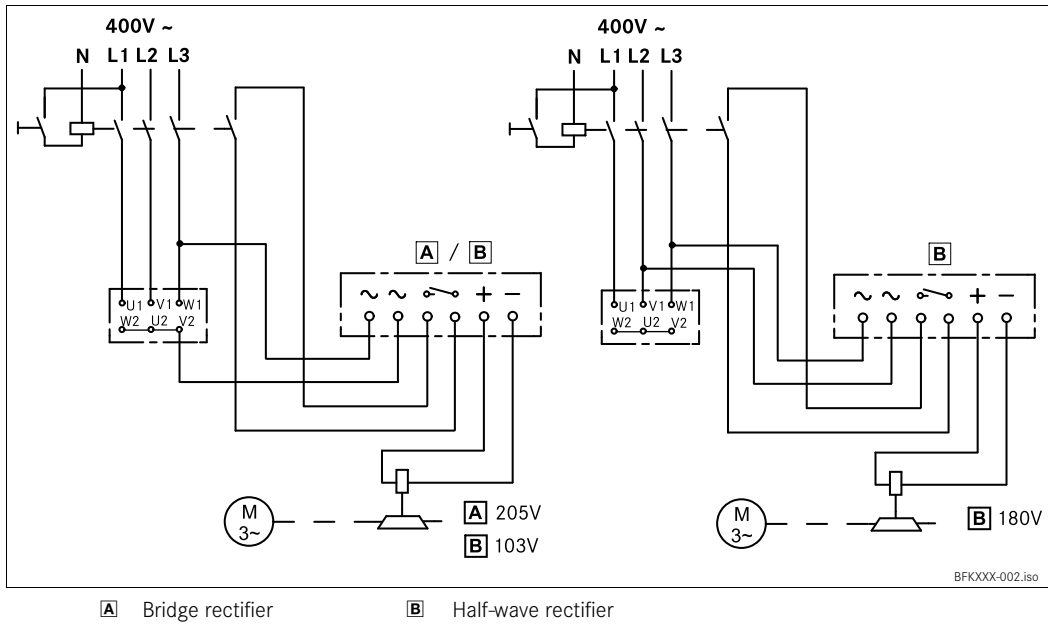 400V ~
N L1 L2 L3
U1 V1 W1
W2 U2 V2
A / B
∼ ∼ + −
M
3~
A 205V
B 103V
400V ~
N L1 L2 L3
U1 V1 W1
W2 U2 V2
B
∼ ∼ + −
M
3~
B 180V
BFKXXX-002.iso
A Bridge rectifier B Half-wave rectifier